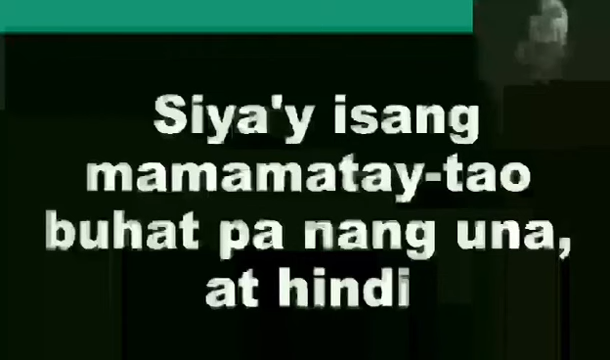 Siya'y isang
mamamatay-tao
buhat pa nang una,
at hindi